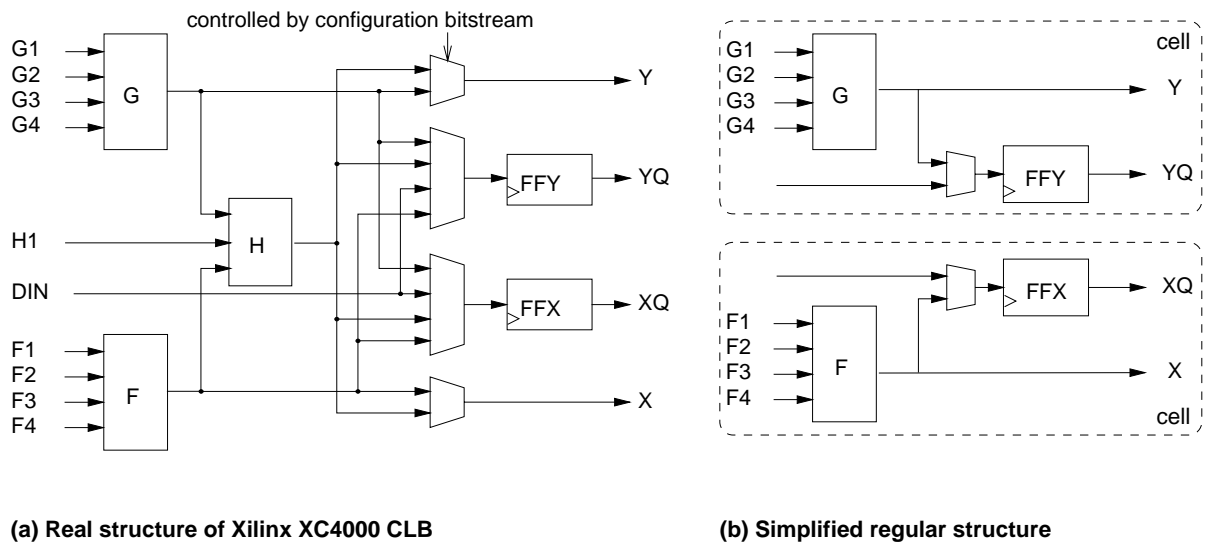 controlled by configuration bitstream
G1
G2
G3
G4
G
Y
FFY
YQ
H1
H
DIN
FFX
XQ
F1
F2
F3
F4
F
X
(a) Real structure of Xilinx XC4000 CLB
cell
G1
G2
G3
G4
G
Y
FFY
YQ
FFX
XQ
F1
F2
F3
F4
F
X
cell
(b) Simplified regular structure